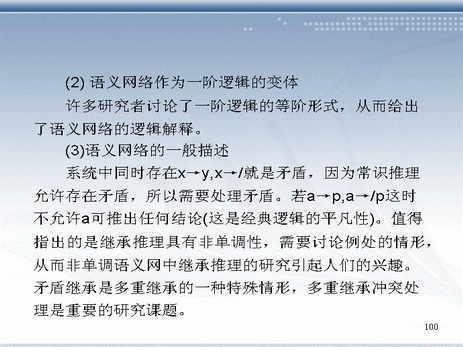 (2) 语义网络作为一阶逻辑的变体
许多研究者讨论了一阶逻辑的等阶形式，从而给出
了语义网络的逻辑解释。
(3)语义网络的一般描述
系统中同时存在x→y,x→/就是矛盾，因为常识推理
允许存在矛盾，所以需要处理矛盾。若a→p,a→/p这时
不允许a可推出任何结论(这是经典逻辑的平凡性)。值得
指出的是继承推理具有非单调性，需要讨论例处的情形，
从而非单调语义网中继承推理的研究引起人们的兴趣。
矛盾继承是多重继承的一种特殊情形，多重继承冲突处
理是重要的研究课题。
100